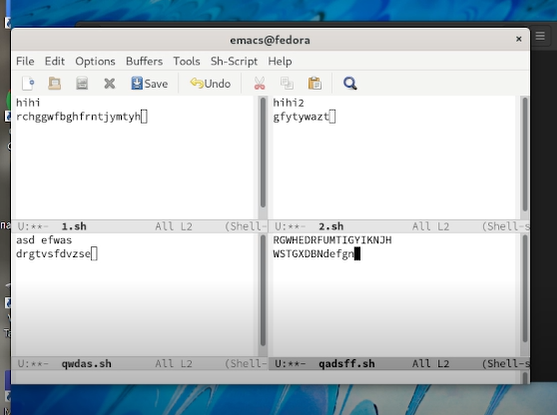 emacs@fedora
File Edit Options Buffers Tools Sh-Script Help
Save Undo
hihi
rchggwfbghfrntjymtyh
U:**- 1.sh All L2 (Shell-
hihi2
gfytywazt
U:**- 2.sh All L2 (Shell-s
asd efwas
drgtvsfdvzse
U:**- qwdas.sh All L2 (Shell-
RGWHEDRFUMTIGYIKNJH
WSTGXDBNdefgn
U:**- qadsff.sh All L2 (Shell-s